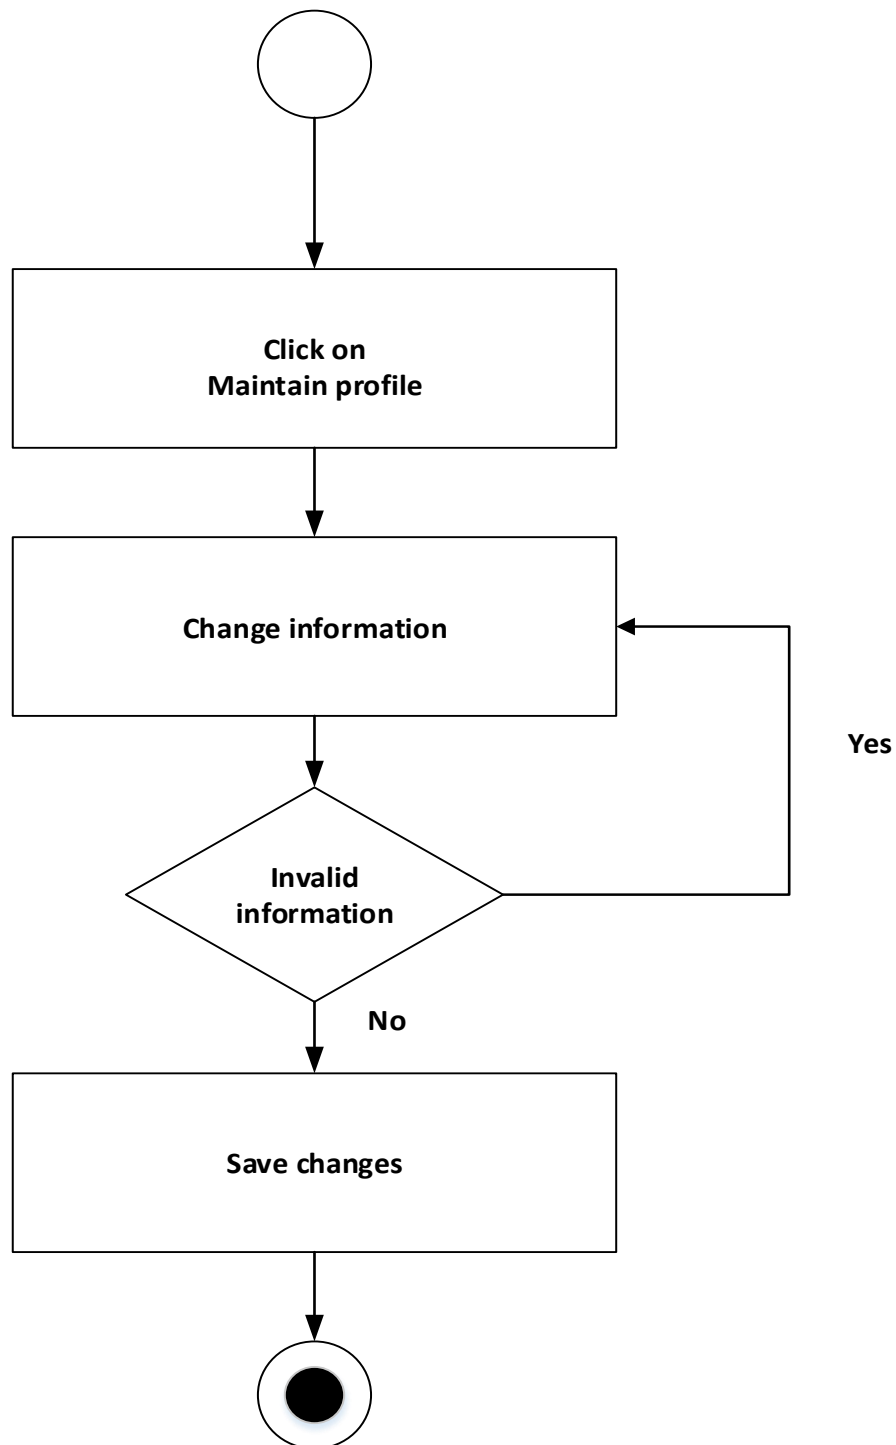 Click on
Maintain profile
Change information
Yes
Invalid
information
No
Save changes